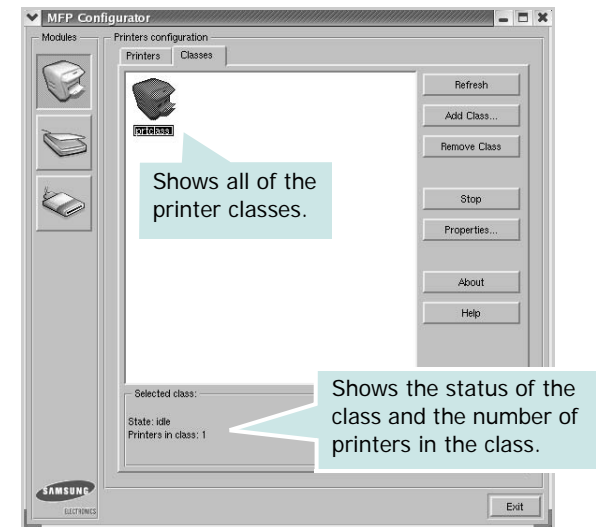 MFP Configurator
Modules
Printers configuration
Printers Classes
prtclass
Refresh
Add Class...
Remove Class
Stop
Properties...
About
Help
Shows all of the
printer classes.
Selected class:
State: idle
Printers in class: 1
Shows the status of the
class and the number of
printers in the class.
SAMSUNG
ELECTRONICS
Exit